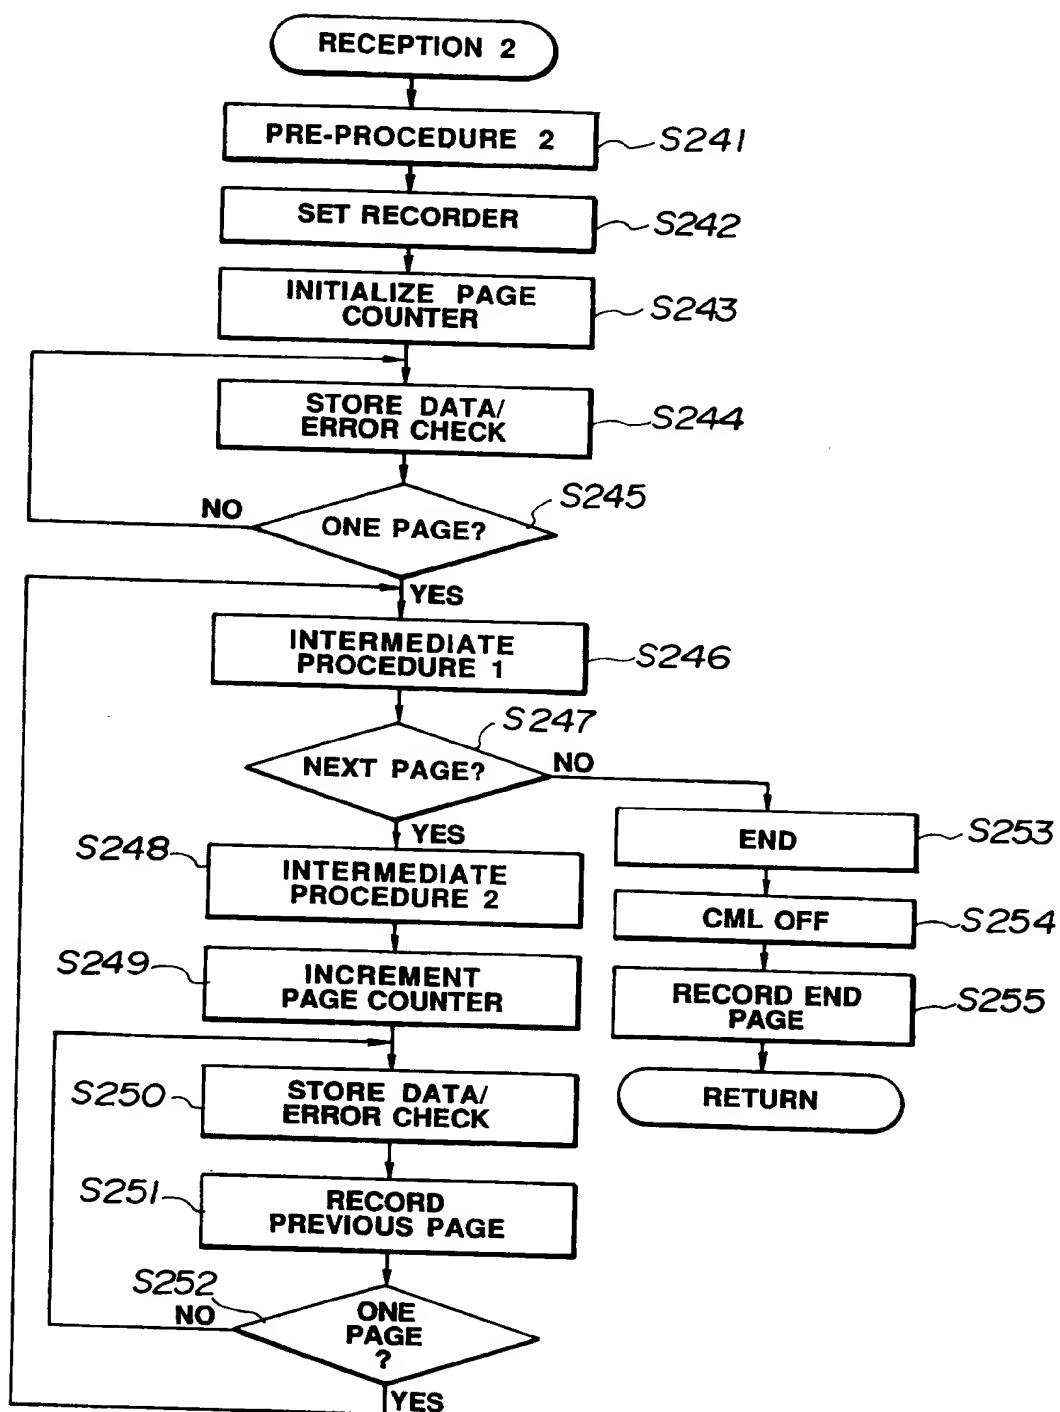 RECEPTION 2
PRE-PROCEDURE 2
S241
SET RECORDER
S242
INITIALIZE PAGE
COUNTER
S243
STORE DATA/
ERROR CHECK
S244
S245
NO
ONE PAGE?
YES
INTERMEDIATE
PROCEDURE 1
S246
S247
NEXT PAGE?
NO
YES
S248
INTERMEDIATE
PROCEDURE 2
END
S253
CML OFF
S254
S249
INCREMENT
PAGE COUNTER
RECORD END
PAGE
S255
S250
STORE DATA/
ERROR CHECK
RETURN
S251
RECORD
PREVIOUS PAGE
S252
NO
ONE
PAGE
?
YES